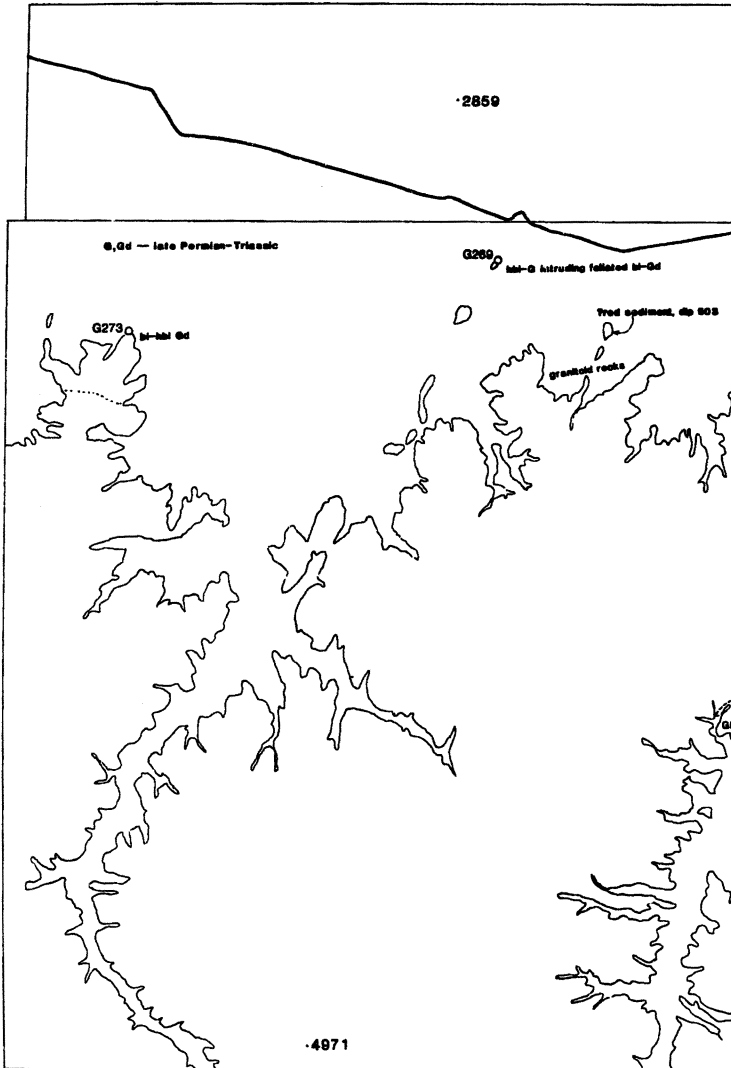 ·2859
G,Gd — late Permian-Triassic
G269
hbl-G intruding foliated bi-Gd
Tred sediment, dip 50S
G273
bi-hbl Gd
granitoid rocks
·4971